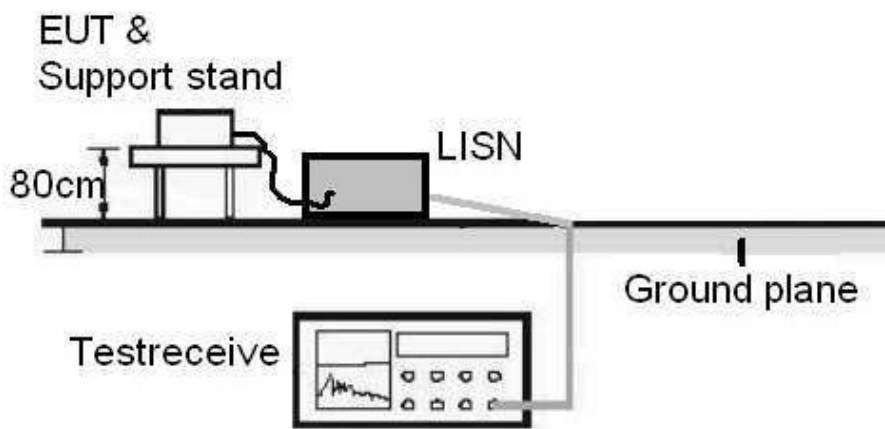 EUT &
Support stand
LISN
80cm
Ground plane
Testreceive